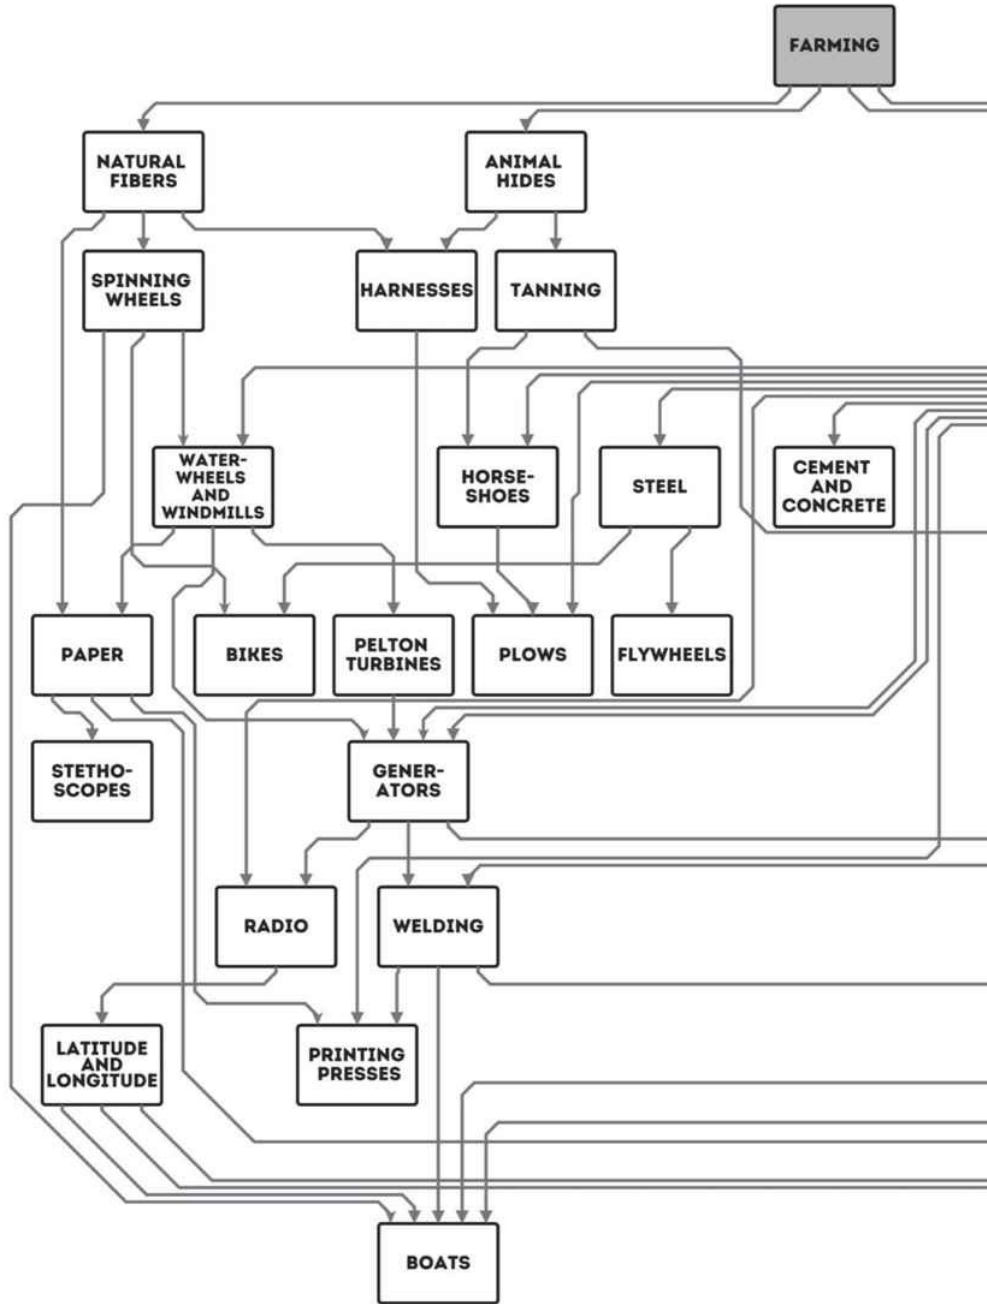 FARMING
NATURAL
FIBERS
ANIMAL
HIDES
SPINNING
WHEELS
HARNESSES
TANNING
WATER-
WHEELS
AND
WINDMILLS
HORSE-
SHOES
STEEL
CEMENT
AND
CONCRETE
PAPER
BIKES
PELTON
TURBINES
PLOWS
FLYWHEELS
STETHO-
SCOPES
GENER-
ATORS
RADIO
WELDING
LATITUDE
AND
LONGITUDE
PRINTING
PRESSES
BOATS